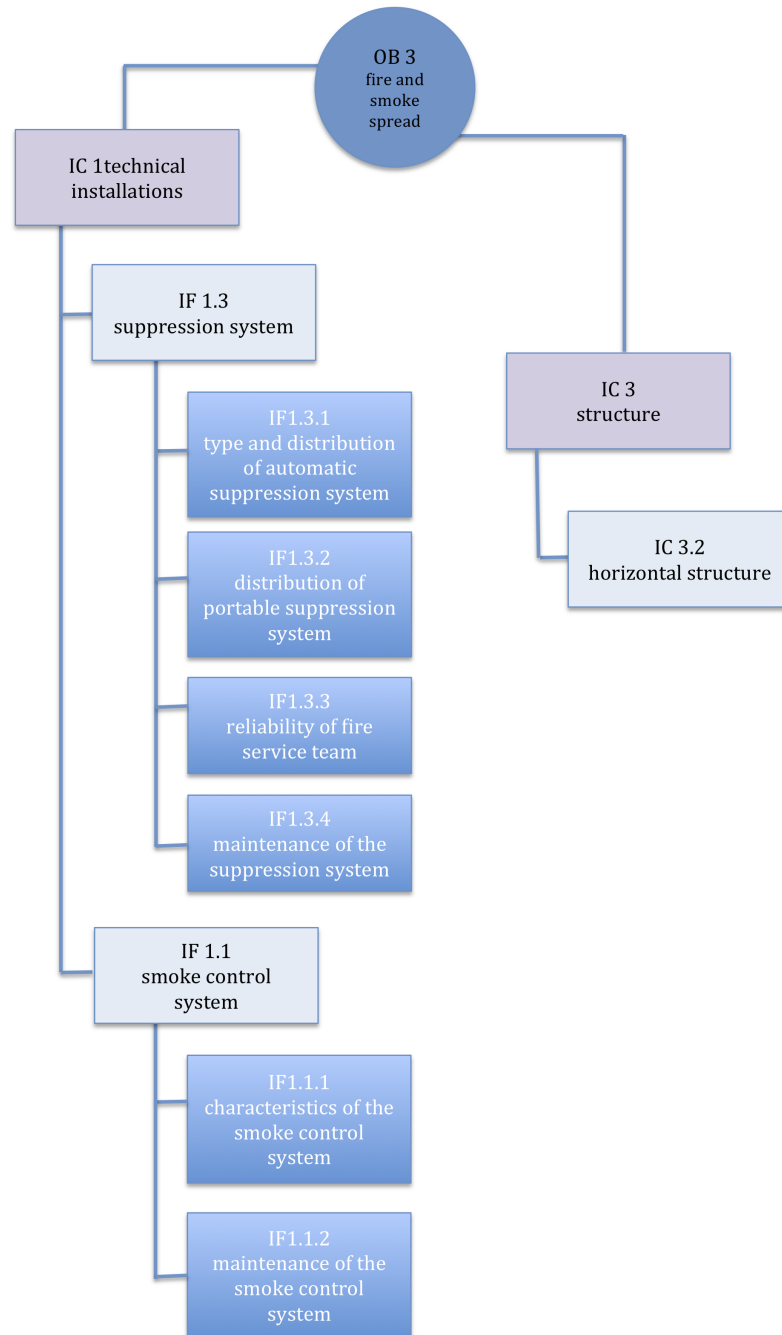 OB 3
fire and
smoke
spread
IC 1technical
installations
IF 1.3
suppression system
IF1.3.1
type and distribution
of automatic
suppression system
IF1.3.2
distribution of
portable suppression
system
IF1.3.3
reliability of fire
service team
IF1.3.4
maintenance of the
suppression system
IF 1.1
smoke control
system
IF1.1.1
characteristics of the
smoke control
system
IF1.1.2
maintenance of the
smoke control
system
IC 3
structure
IC 3.2
horizontal structure